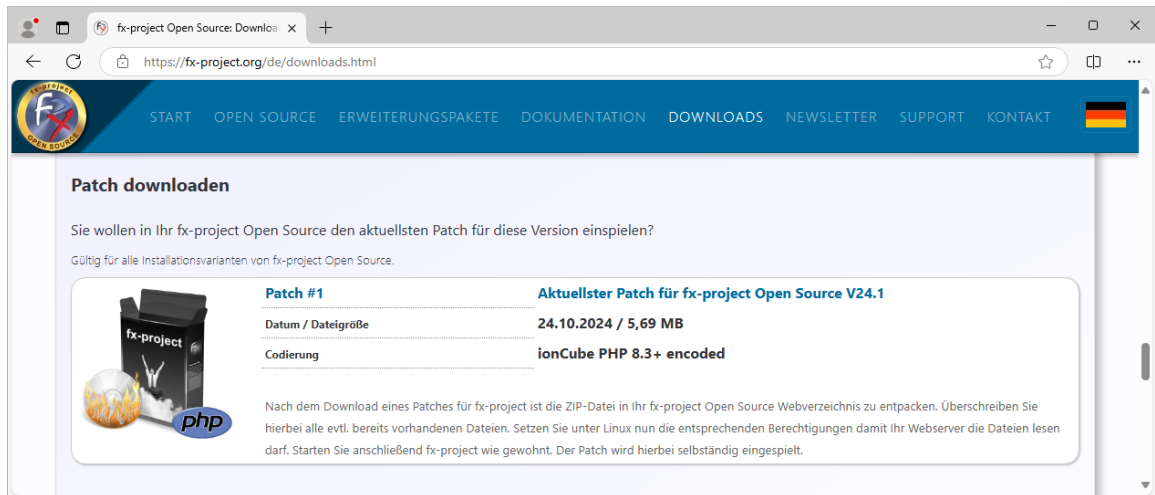 fx-project Open Source: Downloa
https://fx-project.org/de/downloads.html
fx-project
OPEN SOURCE
START OPEN SOURCE ERWEITERUNGSPAKETE DOKUMENTATION DOWNLOADS NEWSLETTER SUPPORT KONTAKT
Patch downloaden
Sie wollen in Ihr fx-project Open Source den aktuellsten Patch für diese Version einspielen?
Gültig für alle Installationsvarianten von fx-project Open Source.
fx-project
php
Patch #1 Aktuellster Patch für fx-project Open Source V24.1
Datum / Dateigröße 24.10.2024 / 5,69 MB
Codierung ionCube PHP 8.3+ encoded
Nach dem Download eines Patches für fx-project ist die ZIP-Datei in Ihr fx-project Open Source Webverzeichnis zu entpacken. Überschreiben Sie
hierbei alle evtl. bereits vorhandenen Dateien. Setzen Sie unter Linux nun die entsprechenden Berechtigungen damit Ihr Webserver die Dateien lesen
darf. Starten Sie anschließend fx-project wie gewohnt. Der Patch wird hierbei selbständig eingespielt.